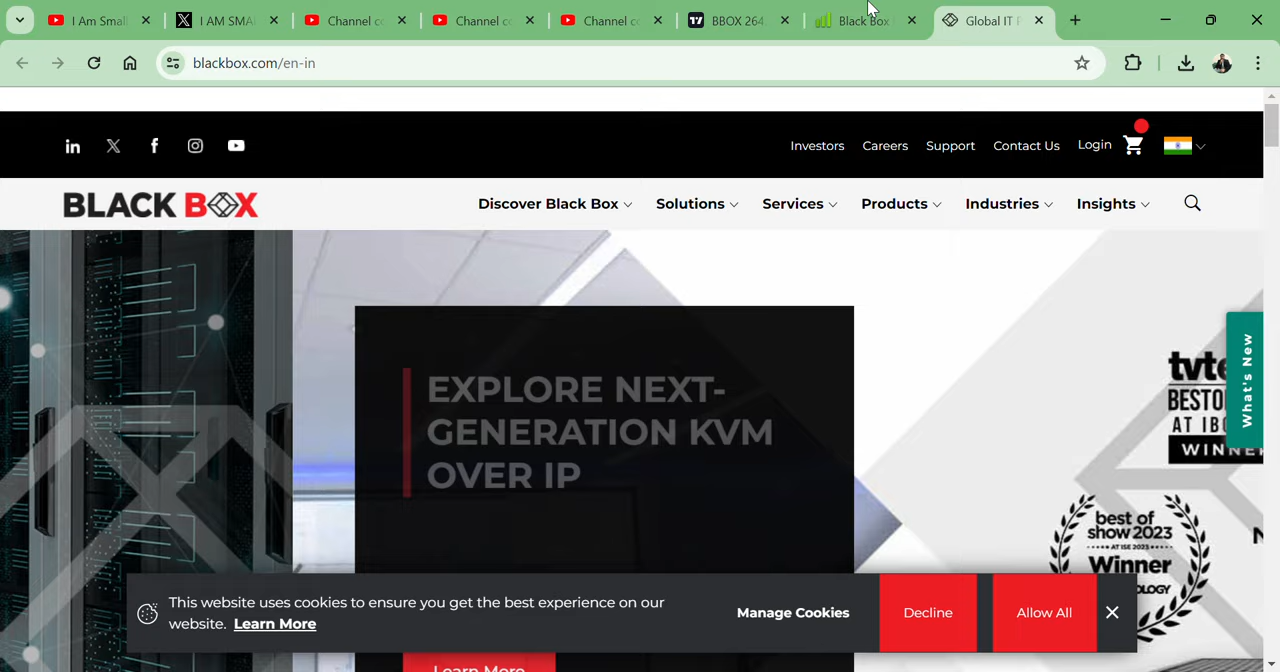 I Am Small
I AM SMA
Channel co
Channel co
Channel co
BBOX 264
Black Box
Global IT P
blackbox.com/en-in
Investors
Careers
Support
Contact Us
Login
BLACK BOX
Discover Black Box
Solutions
Services
Products
Industries
Insights
EXPLORE NEXT-
GENERATION KVM
OVER IP
What's New
BEST O
AT IB
WINNER
best of
show 2023
AT ISE 2023
Winner
This website uses cookies to ensure you get the best experience on our
website. Learn More
Manage Cookies
Decline
Allow All
Learn More